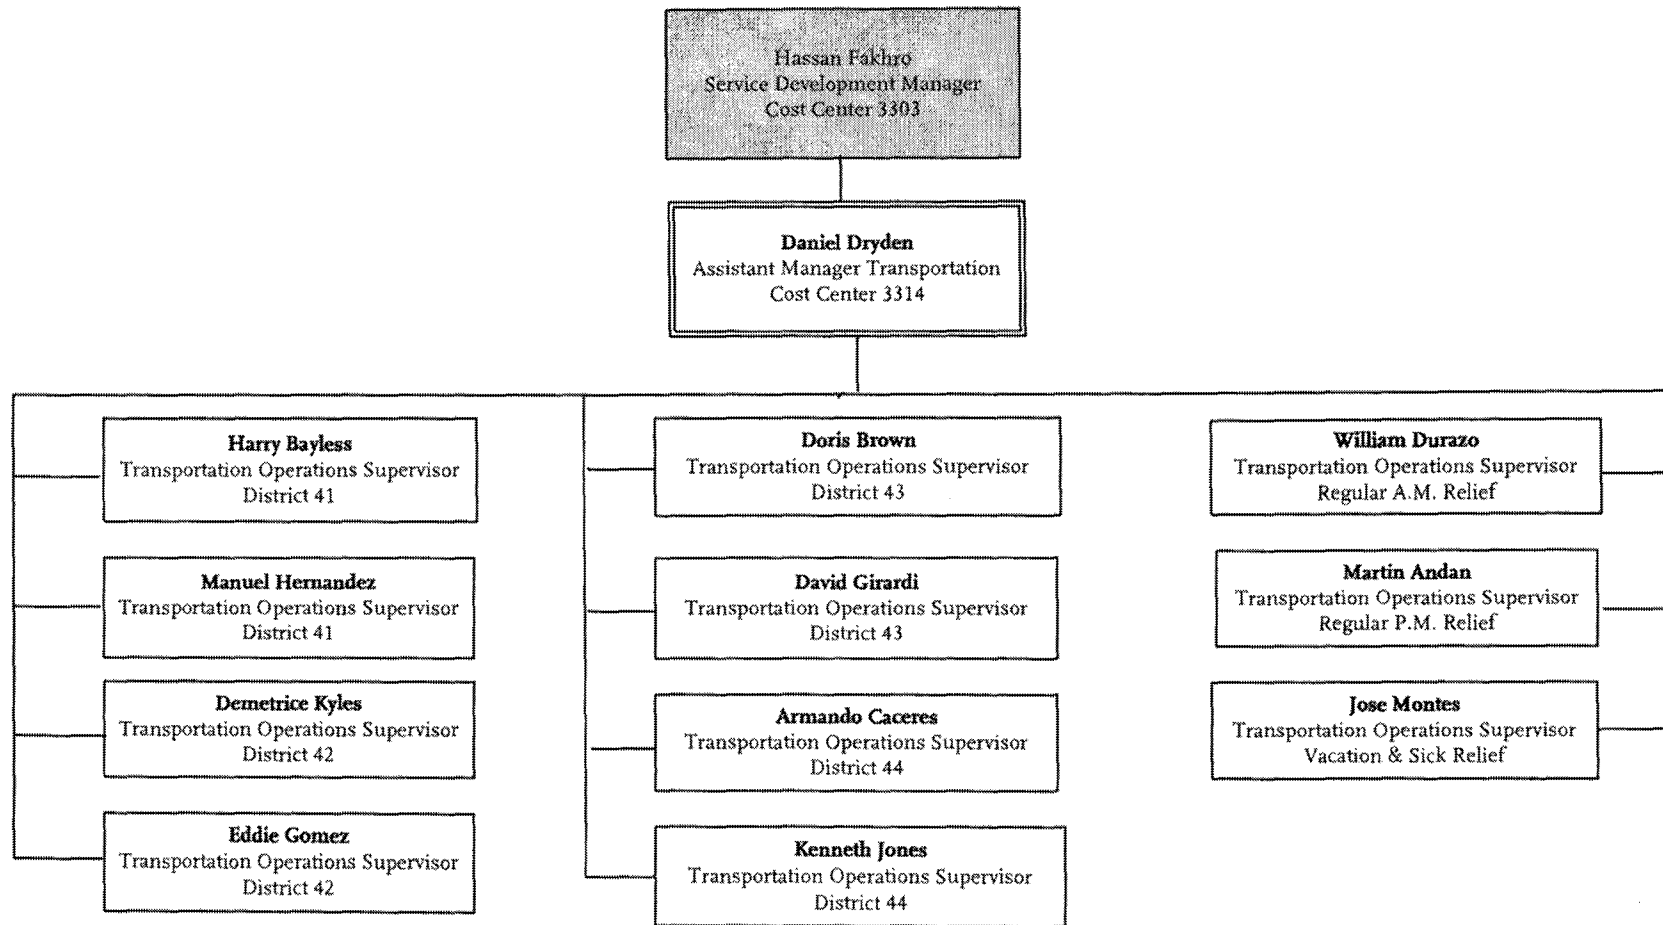 Hassan Fakhro
Service Development Manager
Cost Center 3303
Daniel Dryden
Assistant Manager Transportation
Cost Center 3314
Harry Bayless
Transportation Operations Supervisor
District 41
Manuel Hernandez
Transportation Operations Supervisor
District 41
Demetrice Kyles
Transportation Operations Supervisor
District 42
Eddie Gomez
Transportation Operations Supervisor
District 42
Doris Brown
Transportation Operations Supervisor
District 43
David Girardi
Transportation Operations Supervisor
District 43
Armando Caceres
Transportation Operations Supervisor
District 44
Kenneth Jones
Transportation Operations Supervisor
District 44
William Durazo
Transportation Operations Supervisor
Regular A.M. Relief
Martin Andan
Transportation Operations Supervisor
Regular P.M. Relief
Jose Montes
Transportation Operations Supervisor
Vacation & Sick Relief